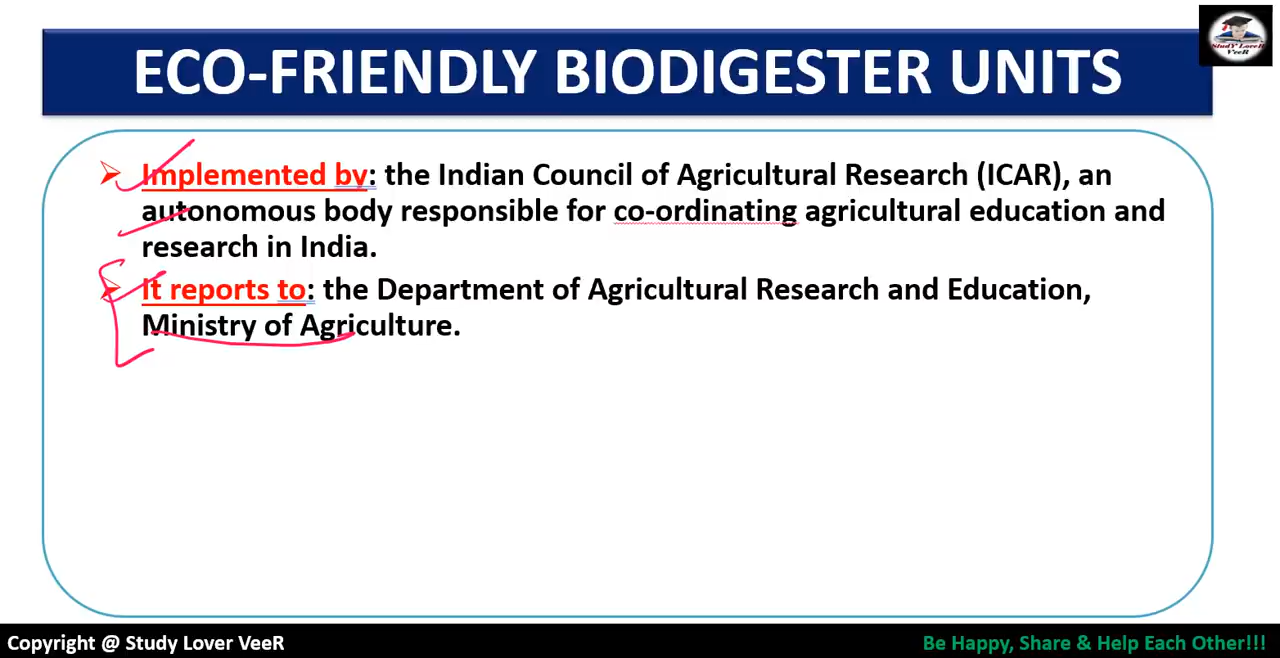 StudY LoveR
VeeR
ECO-FRIENDLY BIODIGESTER UNITS
➢ Implemented by: the Indian Council of Agricultural Research (ICAR), an
autonomous body responsible for co-ordinating agricultural education and
research in India.
➢ It reports to: the Department of Agricultural Research and Education,
Ministry of Agriculture.
Copyright @ Study Lover VeeR
Be Happy, Share & Help Each Other!!!